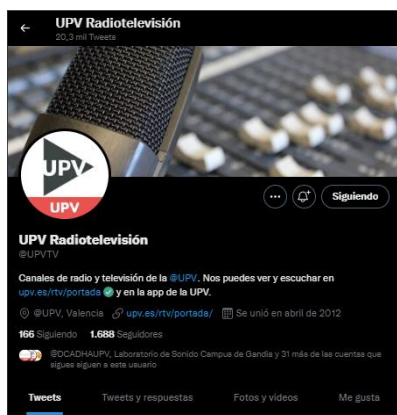 UPV Radiotelevisión
20,3 mil Tweets
UPV
UPV
Siguiendo
UPV Radiotelevisión
@UPVTV
Canales de radio y televisión de la @UPV. Nos puedes ver y escuchar en
upv.es/rtv/portada y en la app de la UPV.
@UPV, Valencia upv.es/rtv/portada/ Se unió en abril de 2012
166 Siguiendo 1.688 Seguidores
@DCADHAUPV, Laboratorio de Sonido Campus de Gandia y 31 más de las cuentas que
sigues siguen a este usuario
Tweets Tweets y respuestas Fotos y vídeos Me gusta